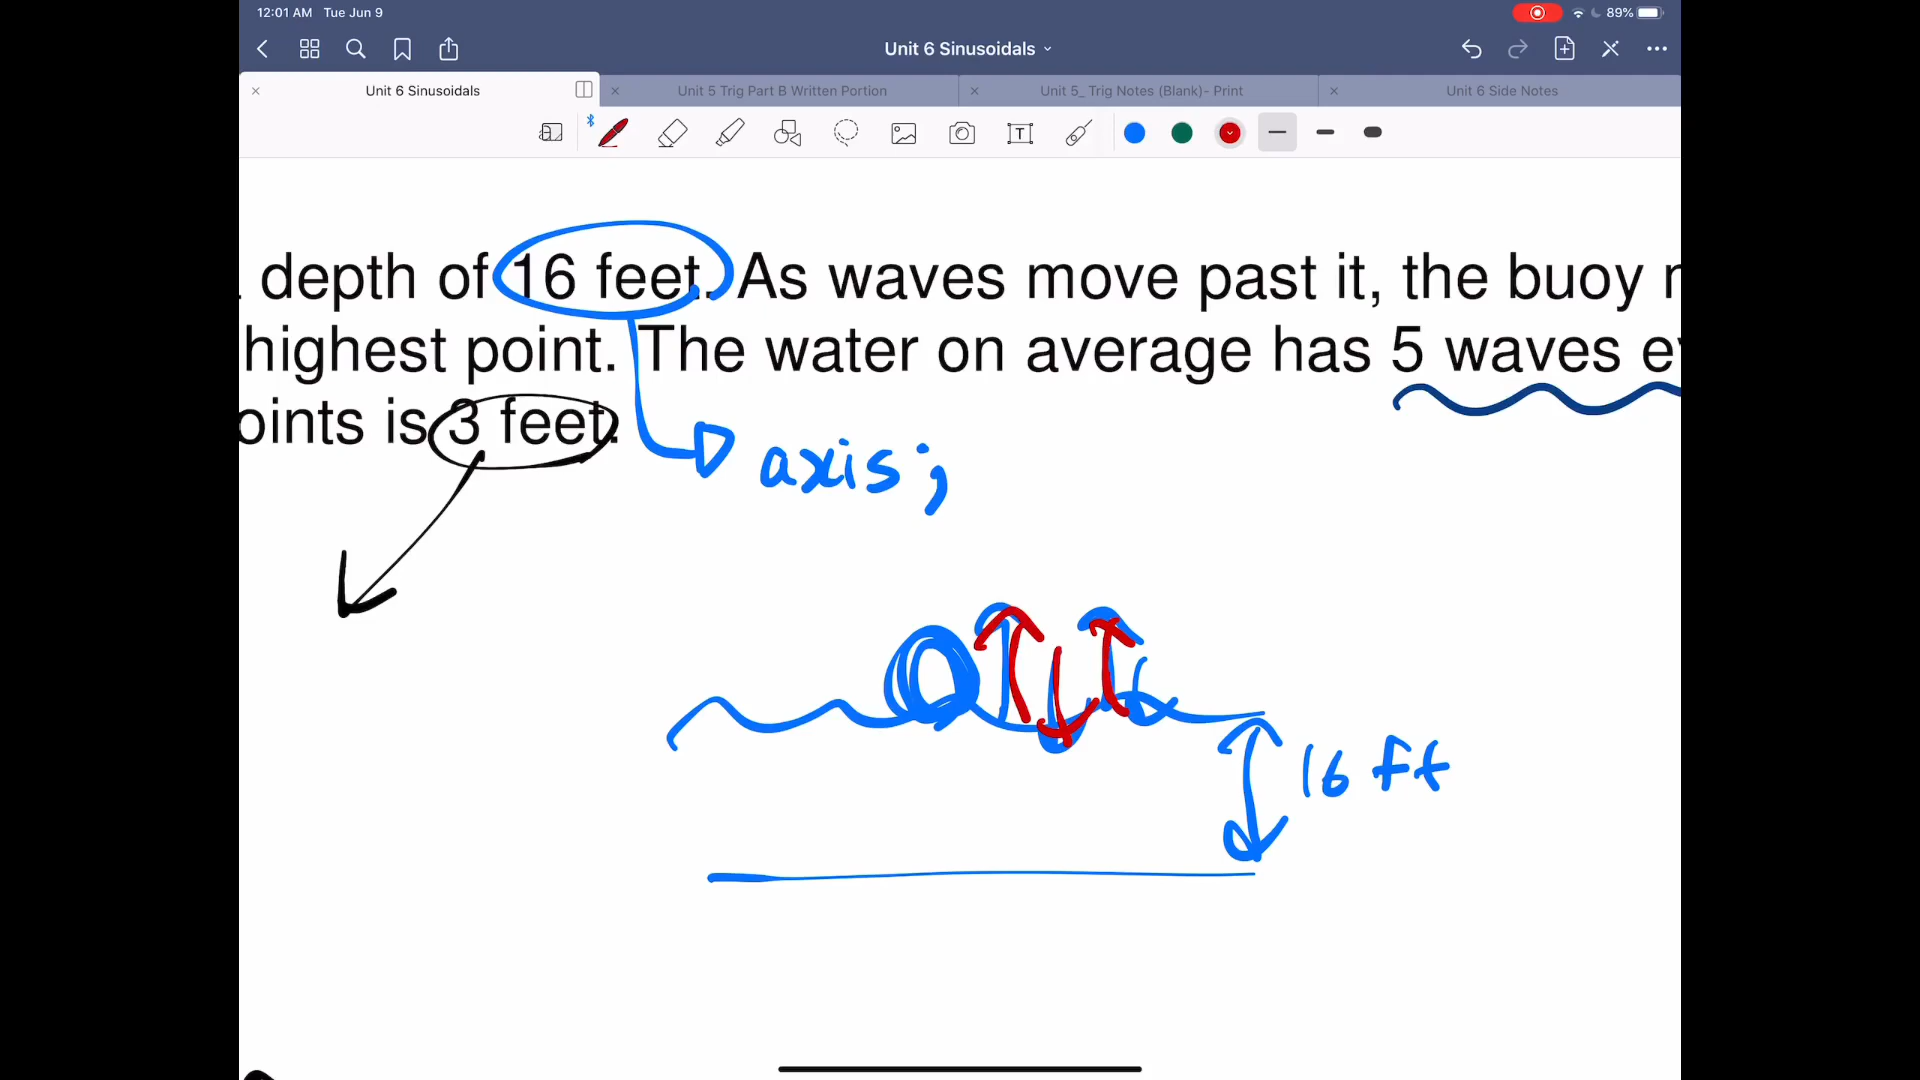 12:01 AM Tue Jun 9
89%
Unit 6 Sinusoidals
Unit 6 Sinusoidals
Unit 5 Trig Part B Written Portion
Unit 5_ Trig Notes (Blank)- Print
Unit 6 Side Notes
T
depth of 16 feet. As waves move past it, the buoy
highest point. The water on average has 5 waves
oints is 3 feet.
axis;
16 ft